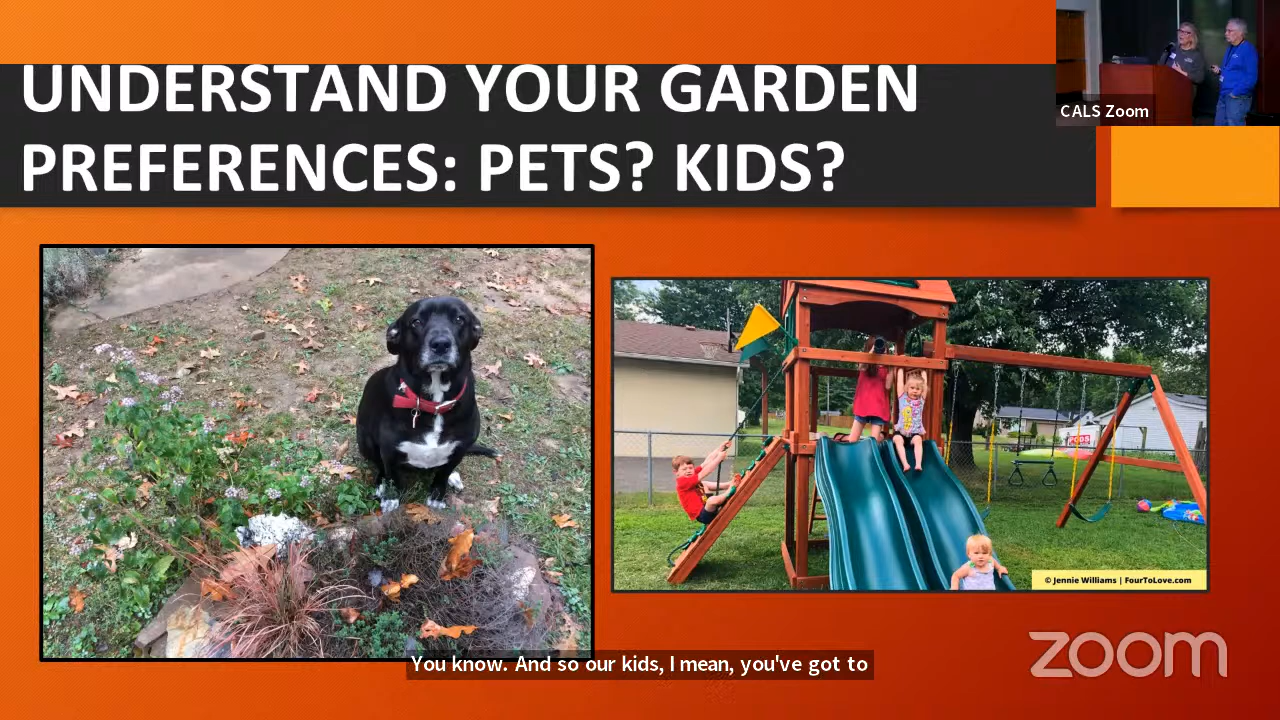 UNDERSTAND YOUR GARDEN
PREFERENCES: PETS? KIDS?
CALS Zoom
© Jennie Williams | FourToLove.com
You know. And so our kids, I mean, you've got to
zoom